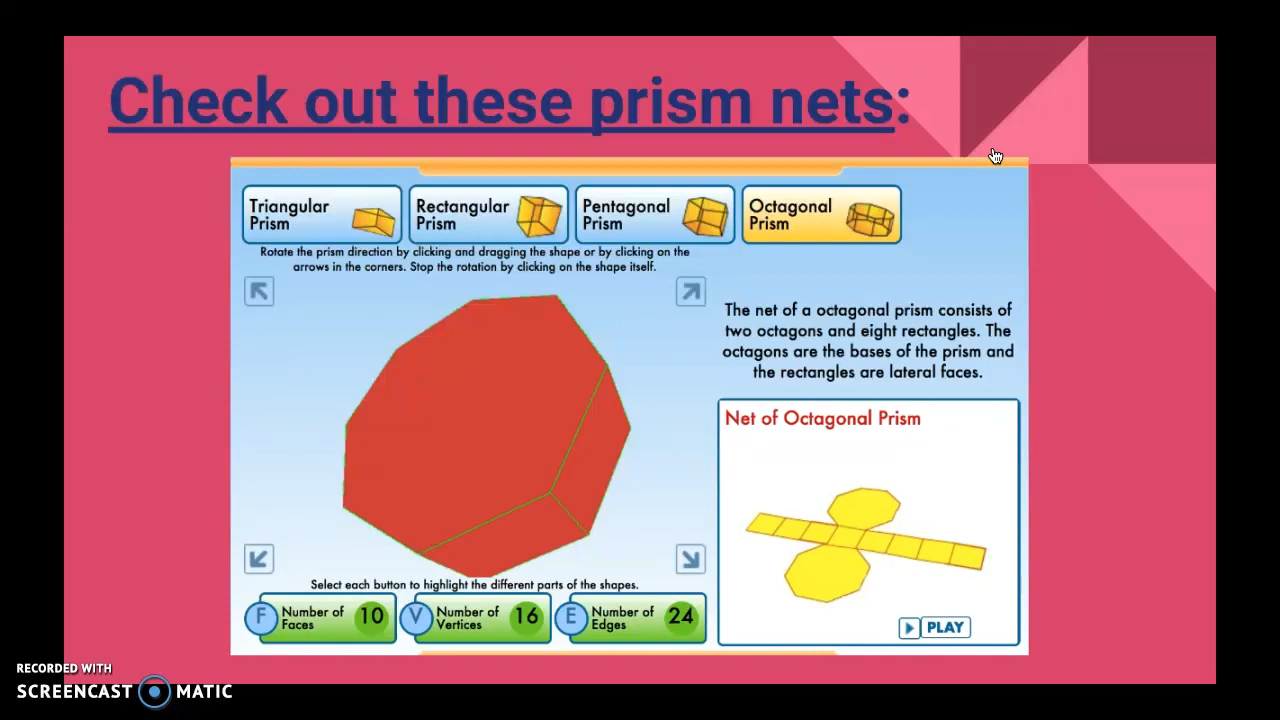 Check out these prism nets:
Triangular Prism
Rectangular Prism
Pentagonal Prism
Octagonal Prism
Rotate the prism direction by clicking and dragging the shape or by clicking on the
arrows in the corners. Stop the rotation by clicking on the shape itself.
The net of a octagonal prism consists of
two octagons and eight rectangles. The
octagons are the bases of the prism and
the rectangles are lateral faces.
Net of Octagonal Prism
PLAY
Select each button to highlight the different parts of the shapes.
F Number of Faces 10
V Number of Vertices 16
E Number of Edges 24
RECORDED WITH
SCREENCAST MATIC